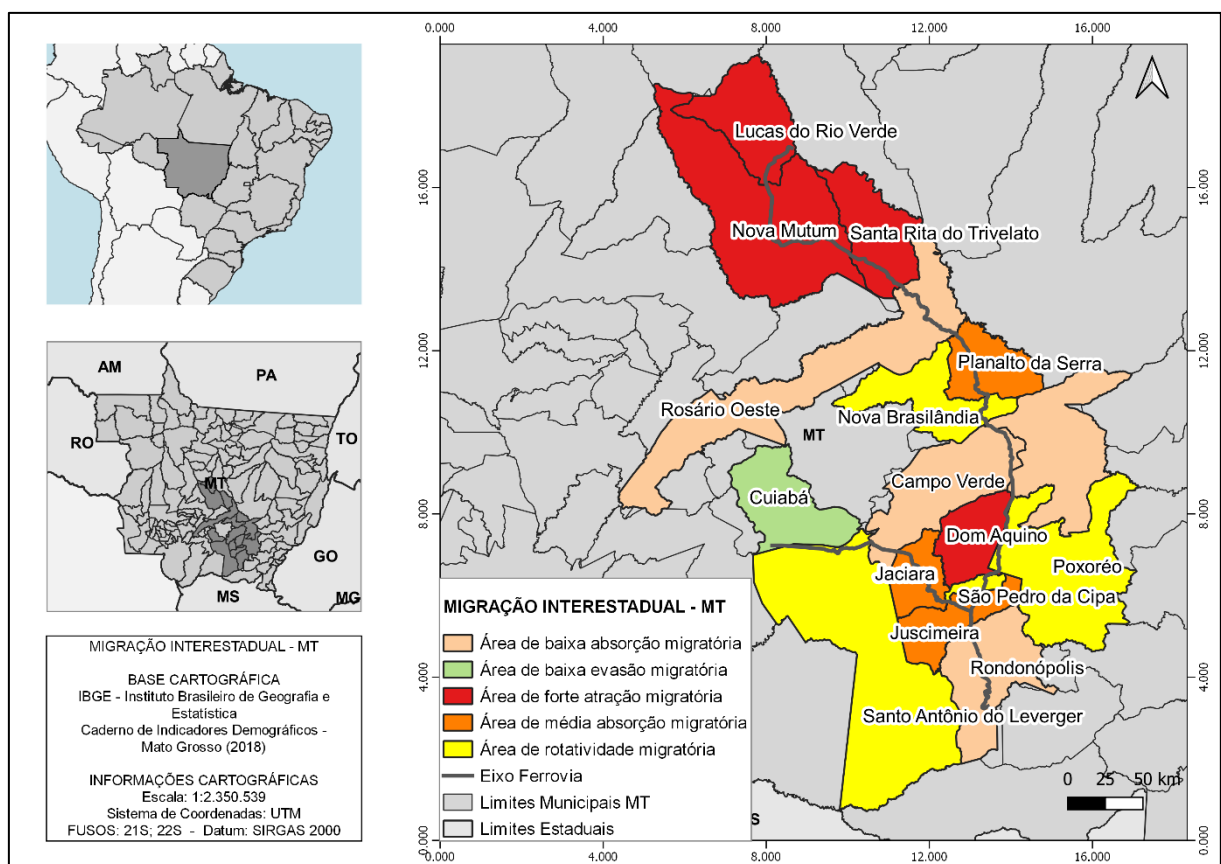 AM
PA
RO
TO
MT
GO
MS
MG
MIGRAÇÃO INTERESTADUAL - MT
BASE CARTOGRÁFICA
IBGE - Instituto Brasileiro de Geografia e
Estatística
Caderno de Indicadores Demográficos -
Mato Grosso (2018)
INFORMAÇÕES CARTOGRÁFICAS
Escala: 1:2.350.539
Sistema de Coordenadas: UTM
FUSOS: 21S; 22S - Datum: SIRGAS 2000
0.000 4.000 8.000 12.000 16.000
16.000
12.000
8.000
4.000
0.000
Lucas do Rio Verde
Nova Mutum
Santa Rita do Trivelato
Planalto da Serra
Rosário Oeste
Nova Brasilândia
MT
Campo Verde
Cuiabá
Dom Aquino
Poxoréo
Jaciara
São Pedro da Cipa
Juscimeira
Rondonópolis
Santo Antônio do Leverger
MIGRAÇÃO INTERESTADUAL - MT
Área de baixa absorção migratória
Área de baixa evasão migratória
Área de forte atração migratória
Área de média absorção migratória
Área de rotatividade migratória
Eixo Ferrovia
Limites Municipais MT
Limites Estaduais
S
0 25 50 km
16.000
12.000
8.000
4.000
0.000
0.000 4.000 8.000 12.000 16.000